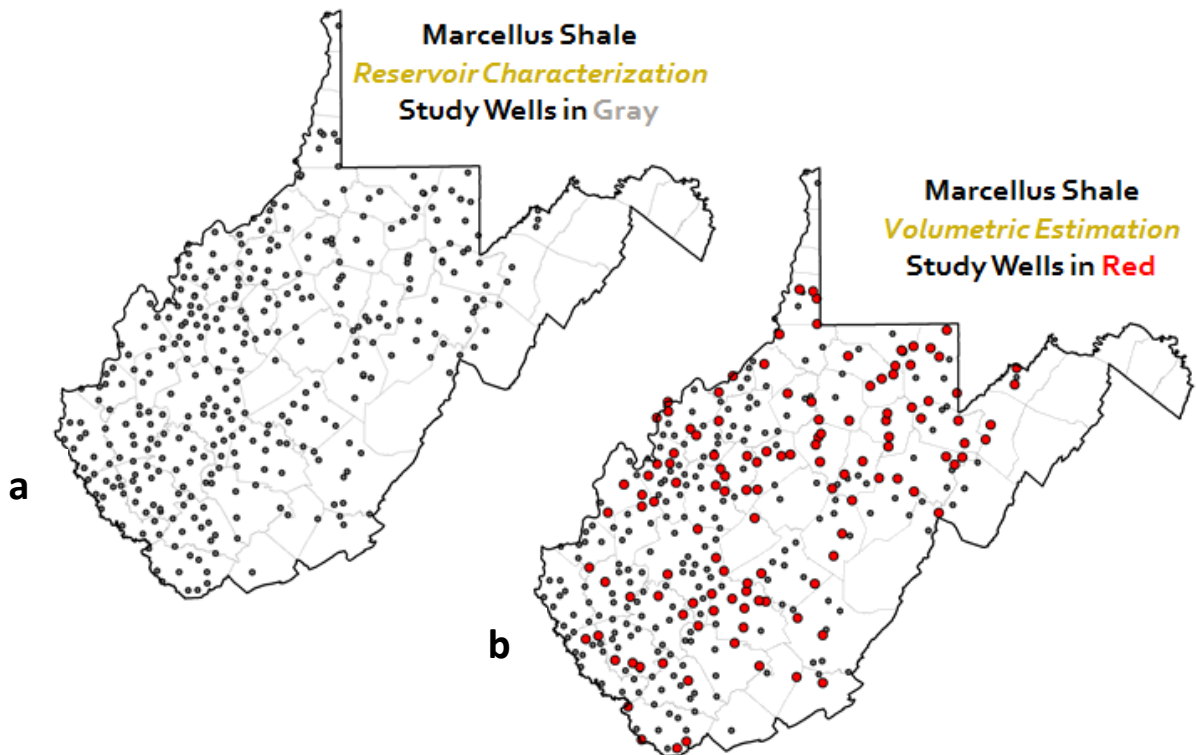 Marcellus Shale
Reservoir Characterization
Study Wells in Gray
Marcellus Shale
Volumetric Estimation
Study Wells in Red
a
b